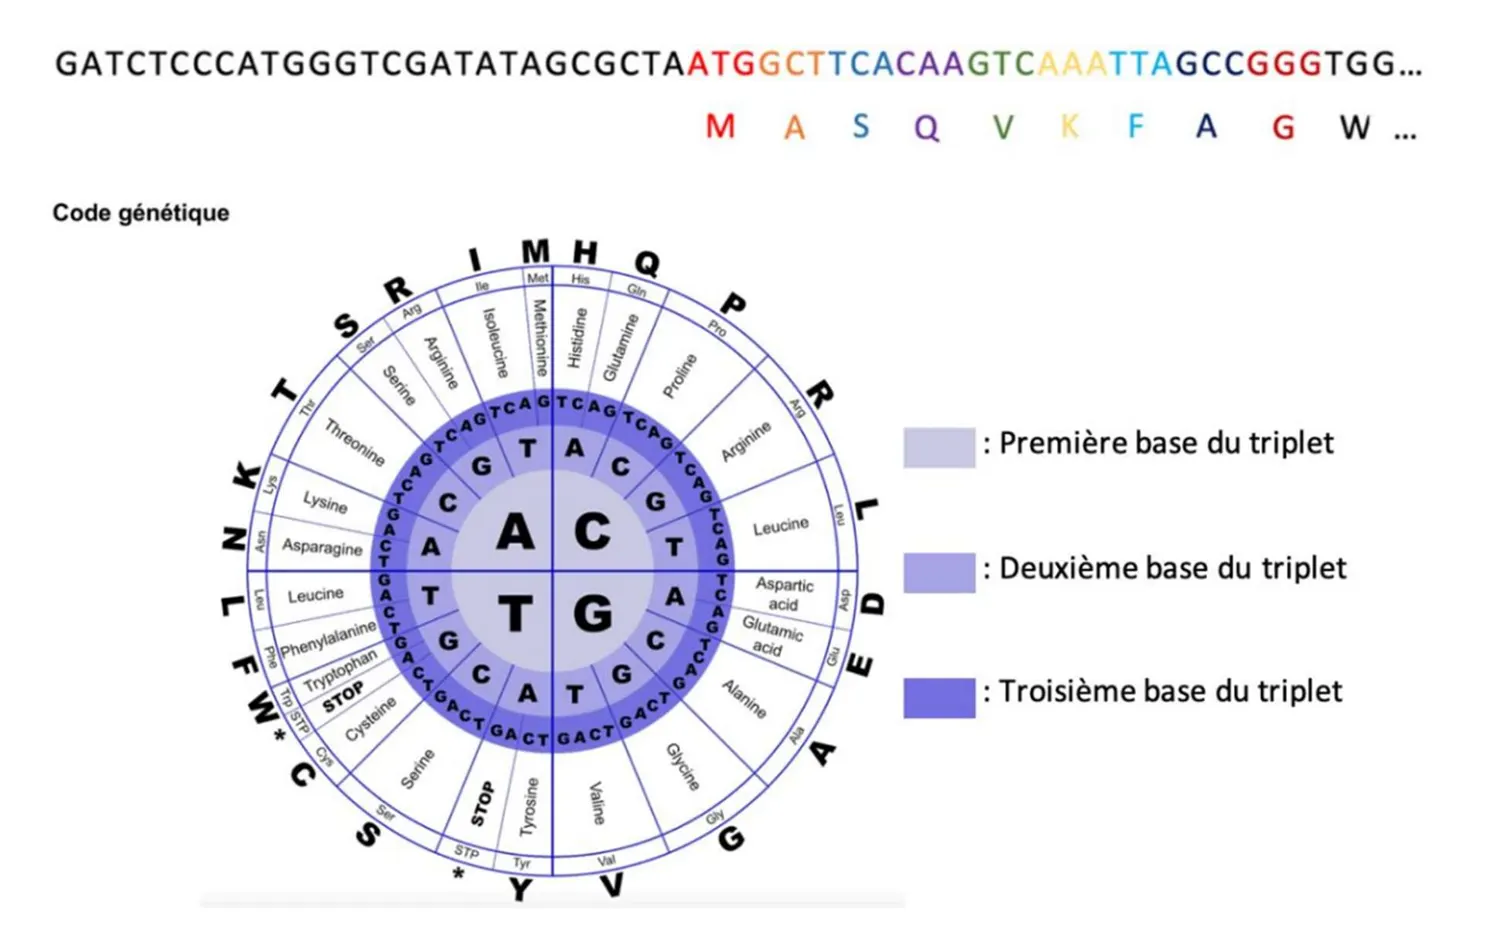 GATCTCCCATGGGTCGATATAGCGCTAATGGCTTCACAAGTCAAATTAGCCGGGTGG...
M A S Q V K F A G W ...
Code génétique
I M H Q
R P
S R
T L
K D
N E
L A
F G
W V
* Y
C *
S
Ile Met His Gln
Arg Pro
Ser Arg
Thr Leu
Lys Asp
Asn Glu
Leu Ala
Phe Gly
Trp Val
STP Tyr
Cys STP
Ser
Isoleucine Methionine Histidine Glutamine
Arginine Proline
Serine Arginine
Threonine Leucine
Lysine Aspartic acid
Asparagine Glutamic acid
Leucine Alanine
Phenylalanine Glycine
Tryptophan Valine
STOP Tyrosine
Cysteine STOP
Serine
T C A G T C A G T C A G T C A G
T C A G T C A G T C A G T C A G
T C A G T C A G T C A G T C A G
T C A G T C A G T C A G T C A G
G T A C
C G
A T
T A
G C
C A T G
A C
T G
: Première base du triplet
: Deuxième base du triplet
: Troisième base du triplet